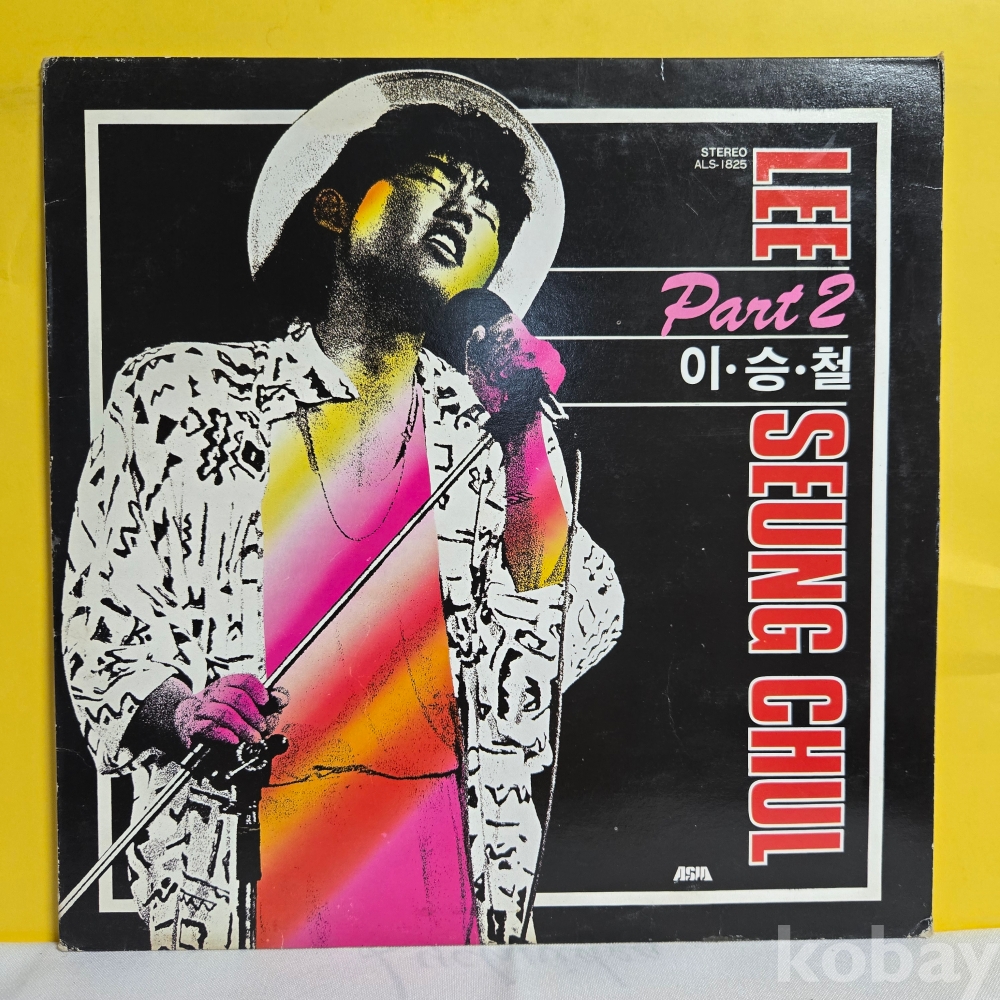 STEREO
ALS-1825
LEE
Part 2
이·승·철
SEUNG CHUL
ASIA
kobay